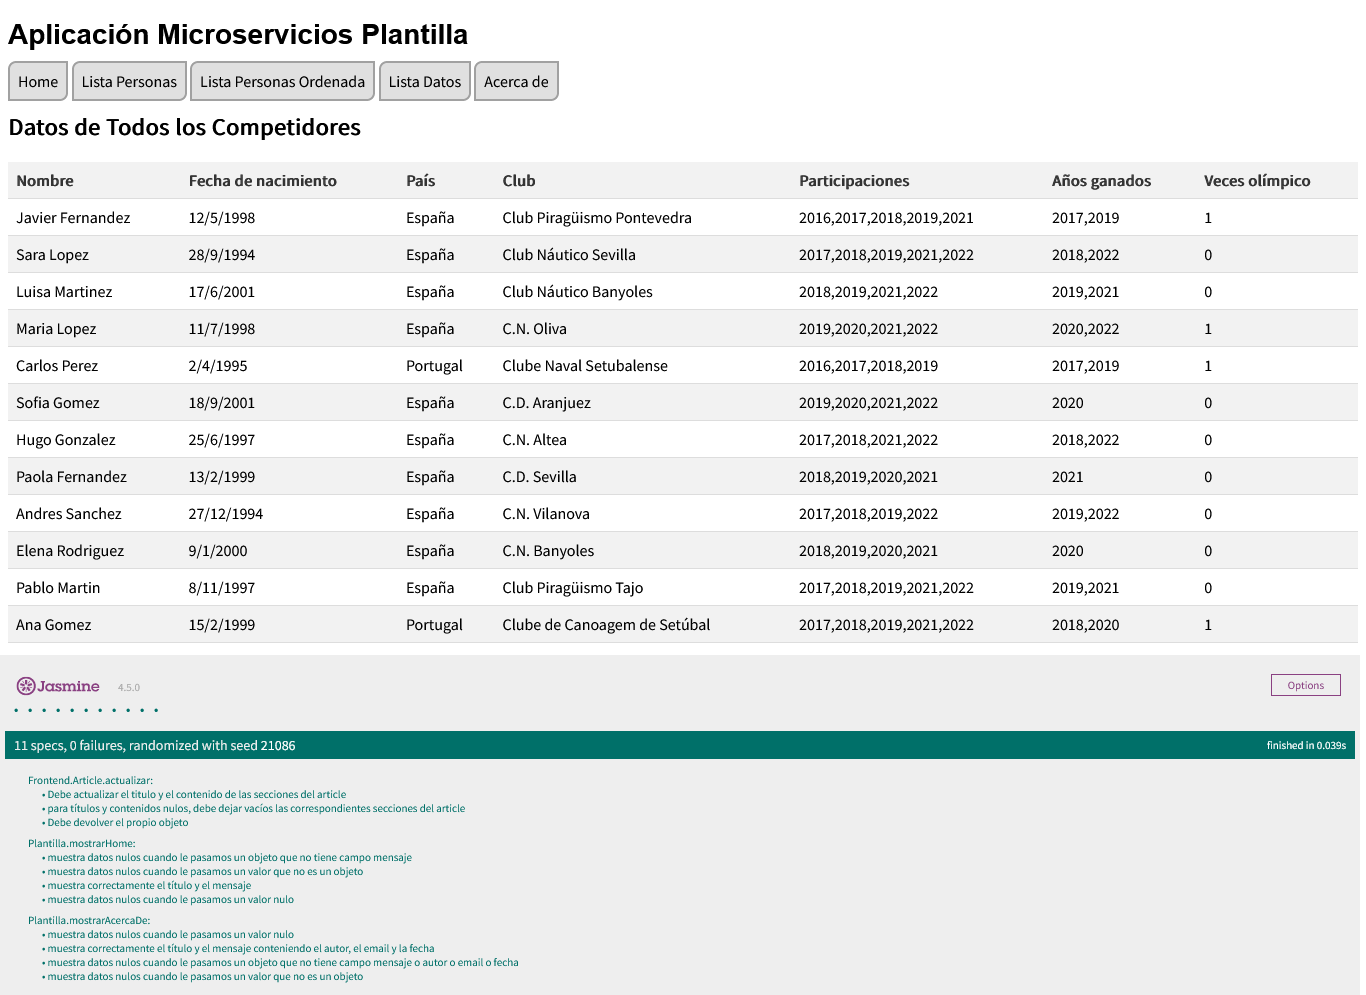 Aplicación Microservicios Plantilla
Home Lista Personas Lista Personas Ordenada Lista Datos Acerca de
Datos de Todos los Competidores
Nombre Fecha de nacimiento País Club Participaciones Años ganados Veces olímpico
Javier Fernandez 12/5/1998 España Club Piragüismo Pontevedra 2016,2017,2018,2019,2021 2017,2019 1
Sara Lopez 28/9/1994 España Club Náutico Sevilla 2017,2018,2019,2021,2022 2018,2022 0
Luisa Martinez 17/6/2001 España Club Náutico Banyoles 2018,2019,2021,2022 2019,2021 0
Maria Lopez 11/7/1998 España C.N. Oliva 2019,2020,2021,2022 2020,2022 1
Carlos Perez 2/4/1995 Portugal Clube Naval Setubalense 2016,2017,2018,2019 2017,2019 1
Sofia Gomez 18/9/2001 España C.D. Aranjuez 2019,2020,2021,2022 2020 0
Hugo Gonzalez 25/6/1997 España C.N. Altea 2017,2018,2021,2022 2018,2022 0
Paola Fernandez 13/2/1999 España C.D. Sevilla 2018,2019,2020,2021 2021 0
Andres Sanchez 27/12/1994 España C.N. Vilanova 2017,2018,2019,2022 2019,2022 0
Elena Rodriguez 9/1/2000 España C.N. Banyoles 2018,2019,2020,2021 2020 0
Pablo Martin 8/11/1997 España Club Piragüismo Tajo 2017,2018,2019,2021,2022 2019,2021 0
Ana Gomez 15/2/1999 Portugal Clube de Canoagem de Setúbal 2017,2018,2019,2021,2022 2018,2020 1
Jasmine 4.5.0 Options
• • • • • • • • • • •
11 specs, 0 failures, randomized with seed 21086 finished in 0.039s
Frontend.Article.actualizar:
• Debe actualizar el titulo y el contenido de las secciones del article
• para títulos y contenidos nulos, debe dejar vacíos las correspondientes secciones del article
• Debe devolver el propio objeto
Plantilla.mostrarHome:
• muestra datos nulos cuando le pasamos un objeto que no tiene campo mensaje
• muestra datos nulos cuando le pasamos un valor que no es un objeto
• muestra correctamente el título y el mensaje
• muestra datos nulos cuando le pasamos un valor nulo
Plantilla.mostrarAcercaDe:
• muestra datos nulos cuando le pasamos un valor nulo
• muestra correctamente el título y el mensaje conteniendo el autor, el email y la fecha
• muestra datos nulos cuando le pasamos un objeto que no tiene campo mensaje o autor o email o fecha
• muestra datos nulos cuando le pasamos un valor que no es un objeto